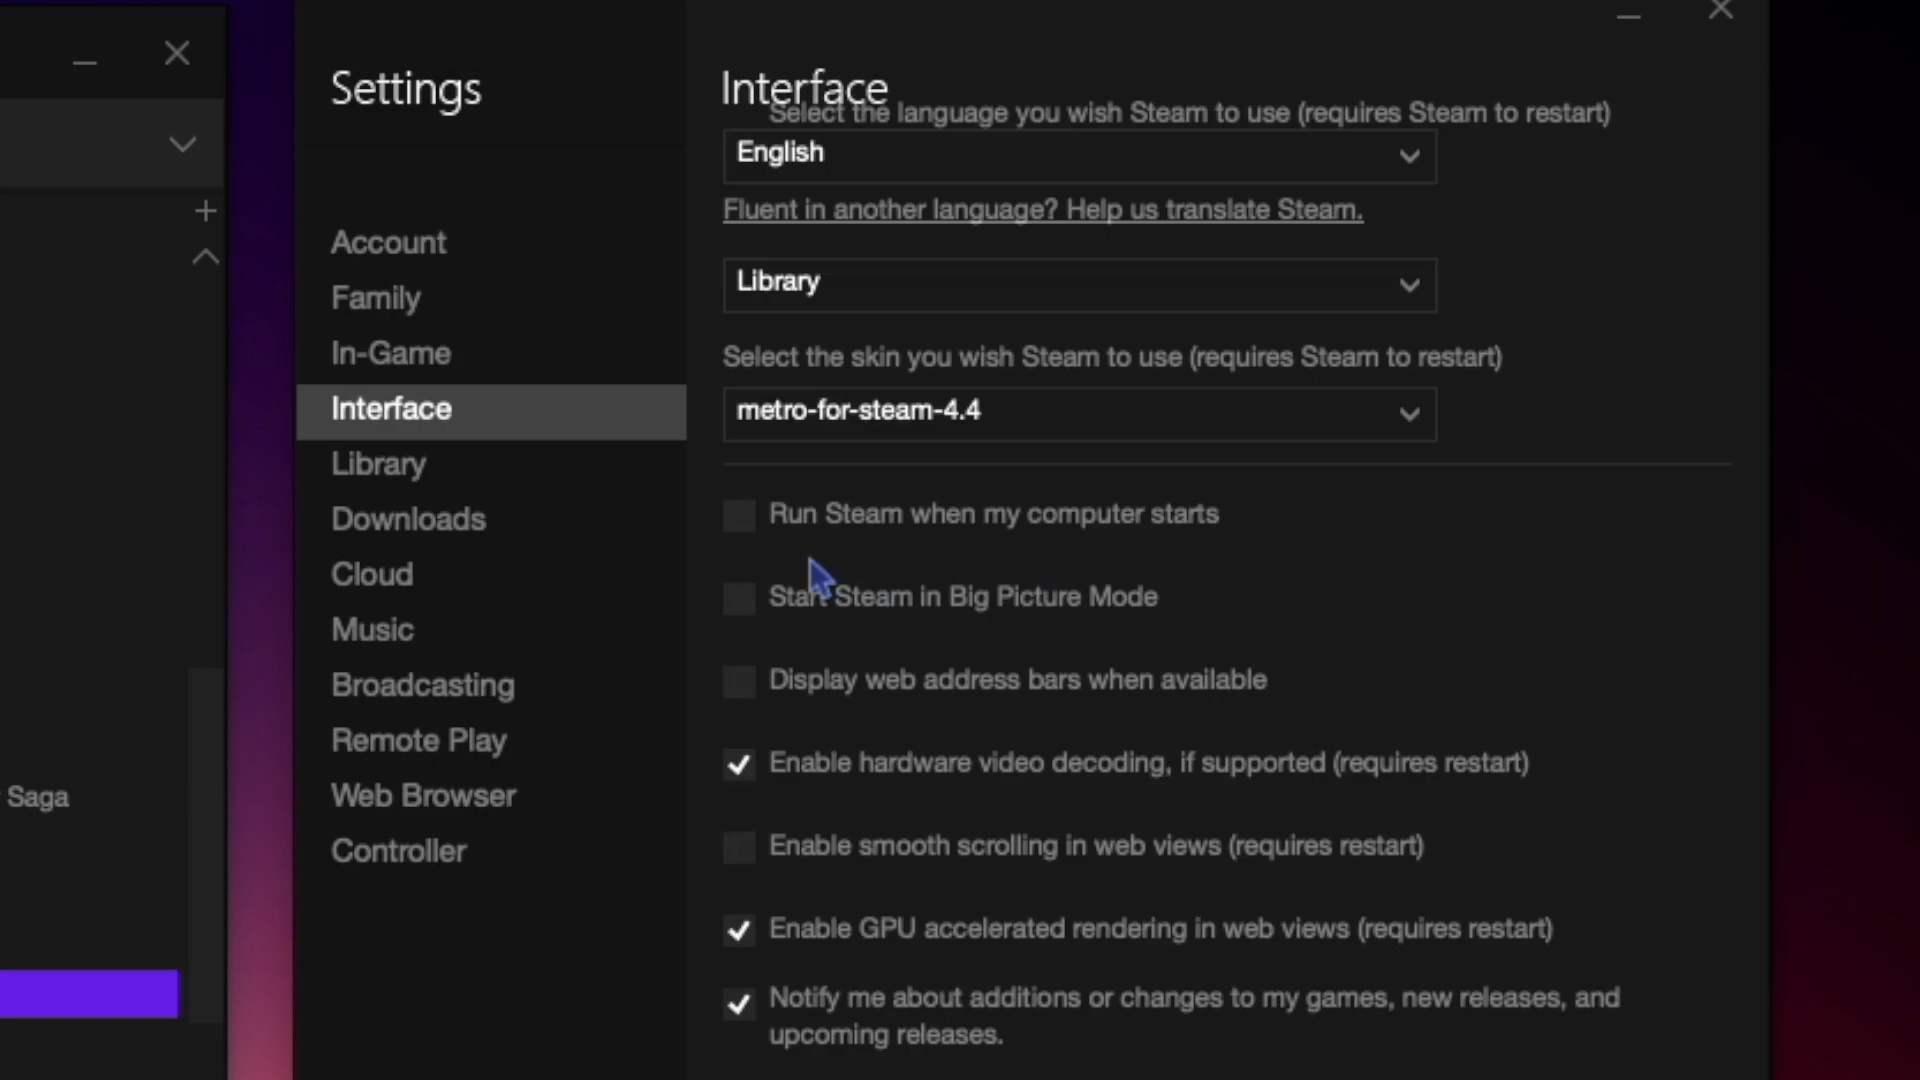 Settings
Interface
Select the language you wish Steam to use (requires Steam to restart)
English
Fluent in another language? Help us translate Steam.
Library
Select the skin you wish Steam to use (requires Steam to restart)
metro-for-steam-4.4
Account
Family
In-Game
Interface
Library
Downloads
Cloud
Music
Broadcasting
Remote Play
Web Browser
Controller
Run Steam when my computer starts
Start Steam in Big Picture Mode
Display web address bars when available
Enable hardware video decoding, if supported (requires restart)
Enable smooth scrolling in web views (requires restart)
Enable GPU accelerated rendering in web views (requires restart)
Notify me about additions or changes to my games, new releases, and
upcoming releases.
Saga